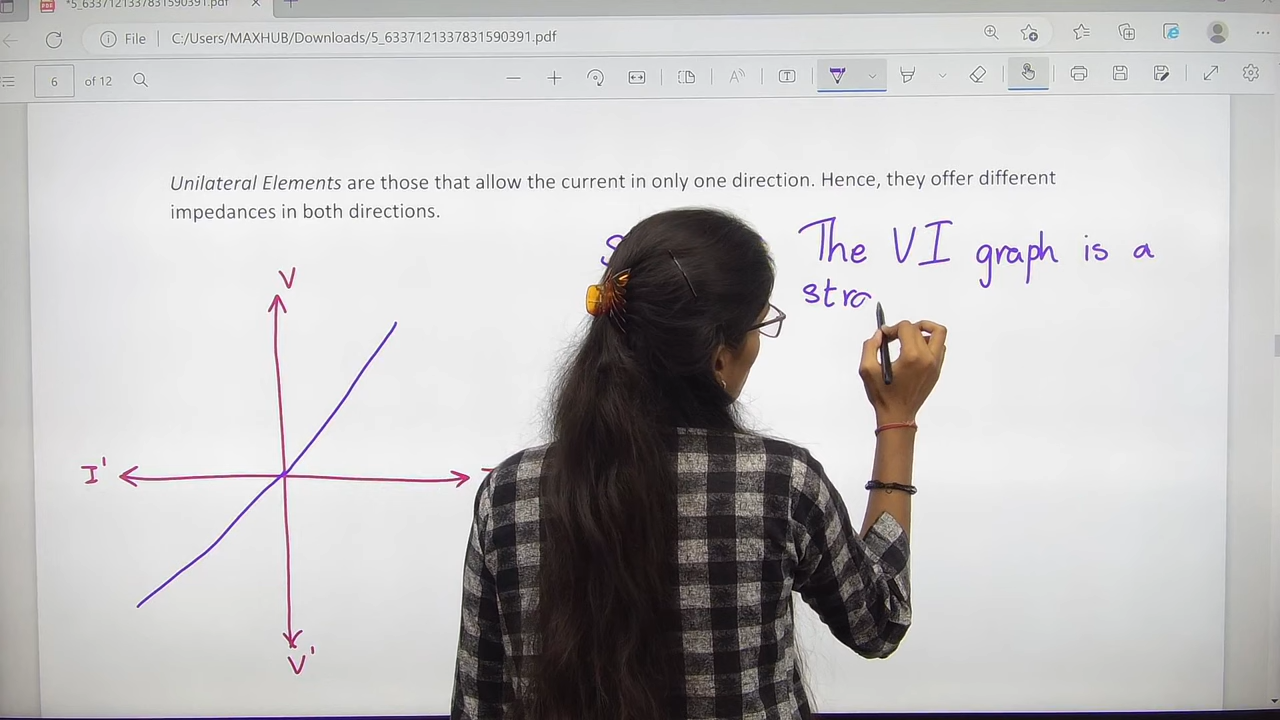 *5_6337121337831590391.pdf
File | C:/Users/MAXHUB/Downloads/5_6337121337831590391.pdf
6 of 12
Unilateral Elements are those that allow the current in only one direction. Hence, they offer different
impedances in both directions.
The VI graph is a
stra
V
I'
V'